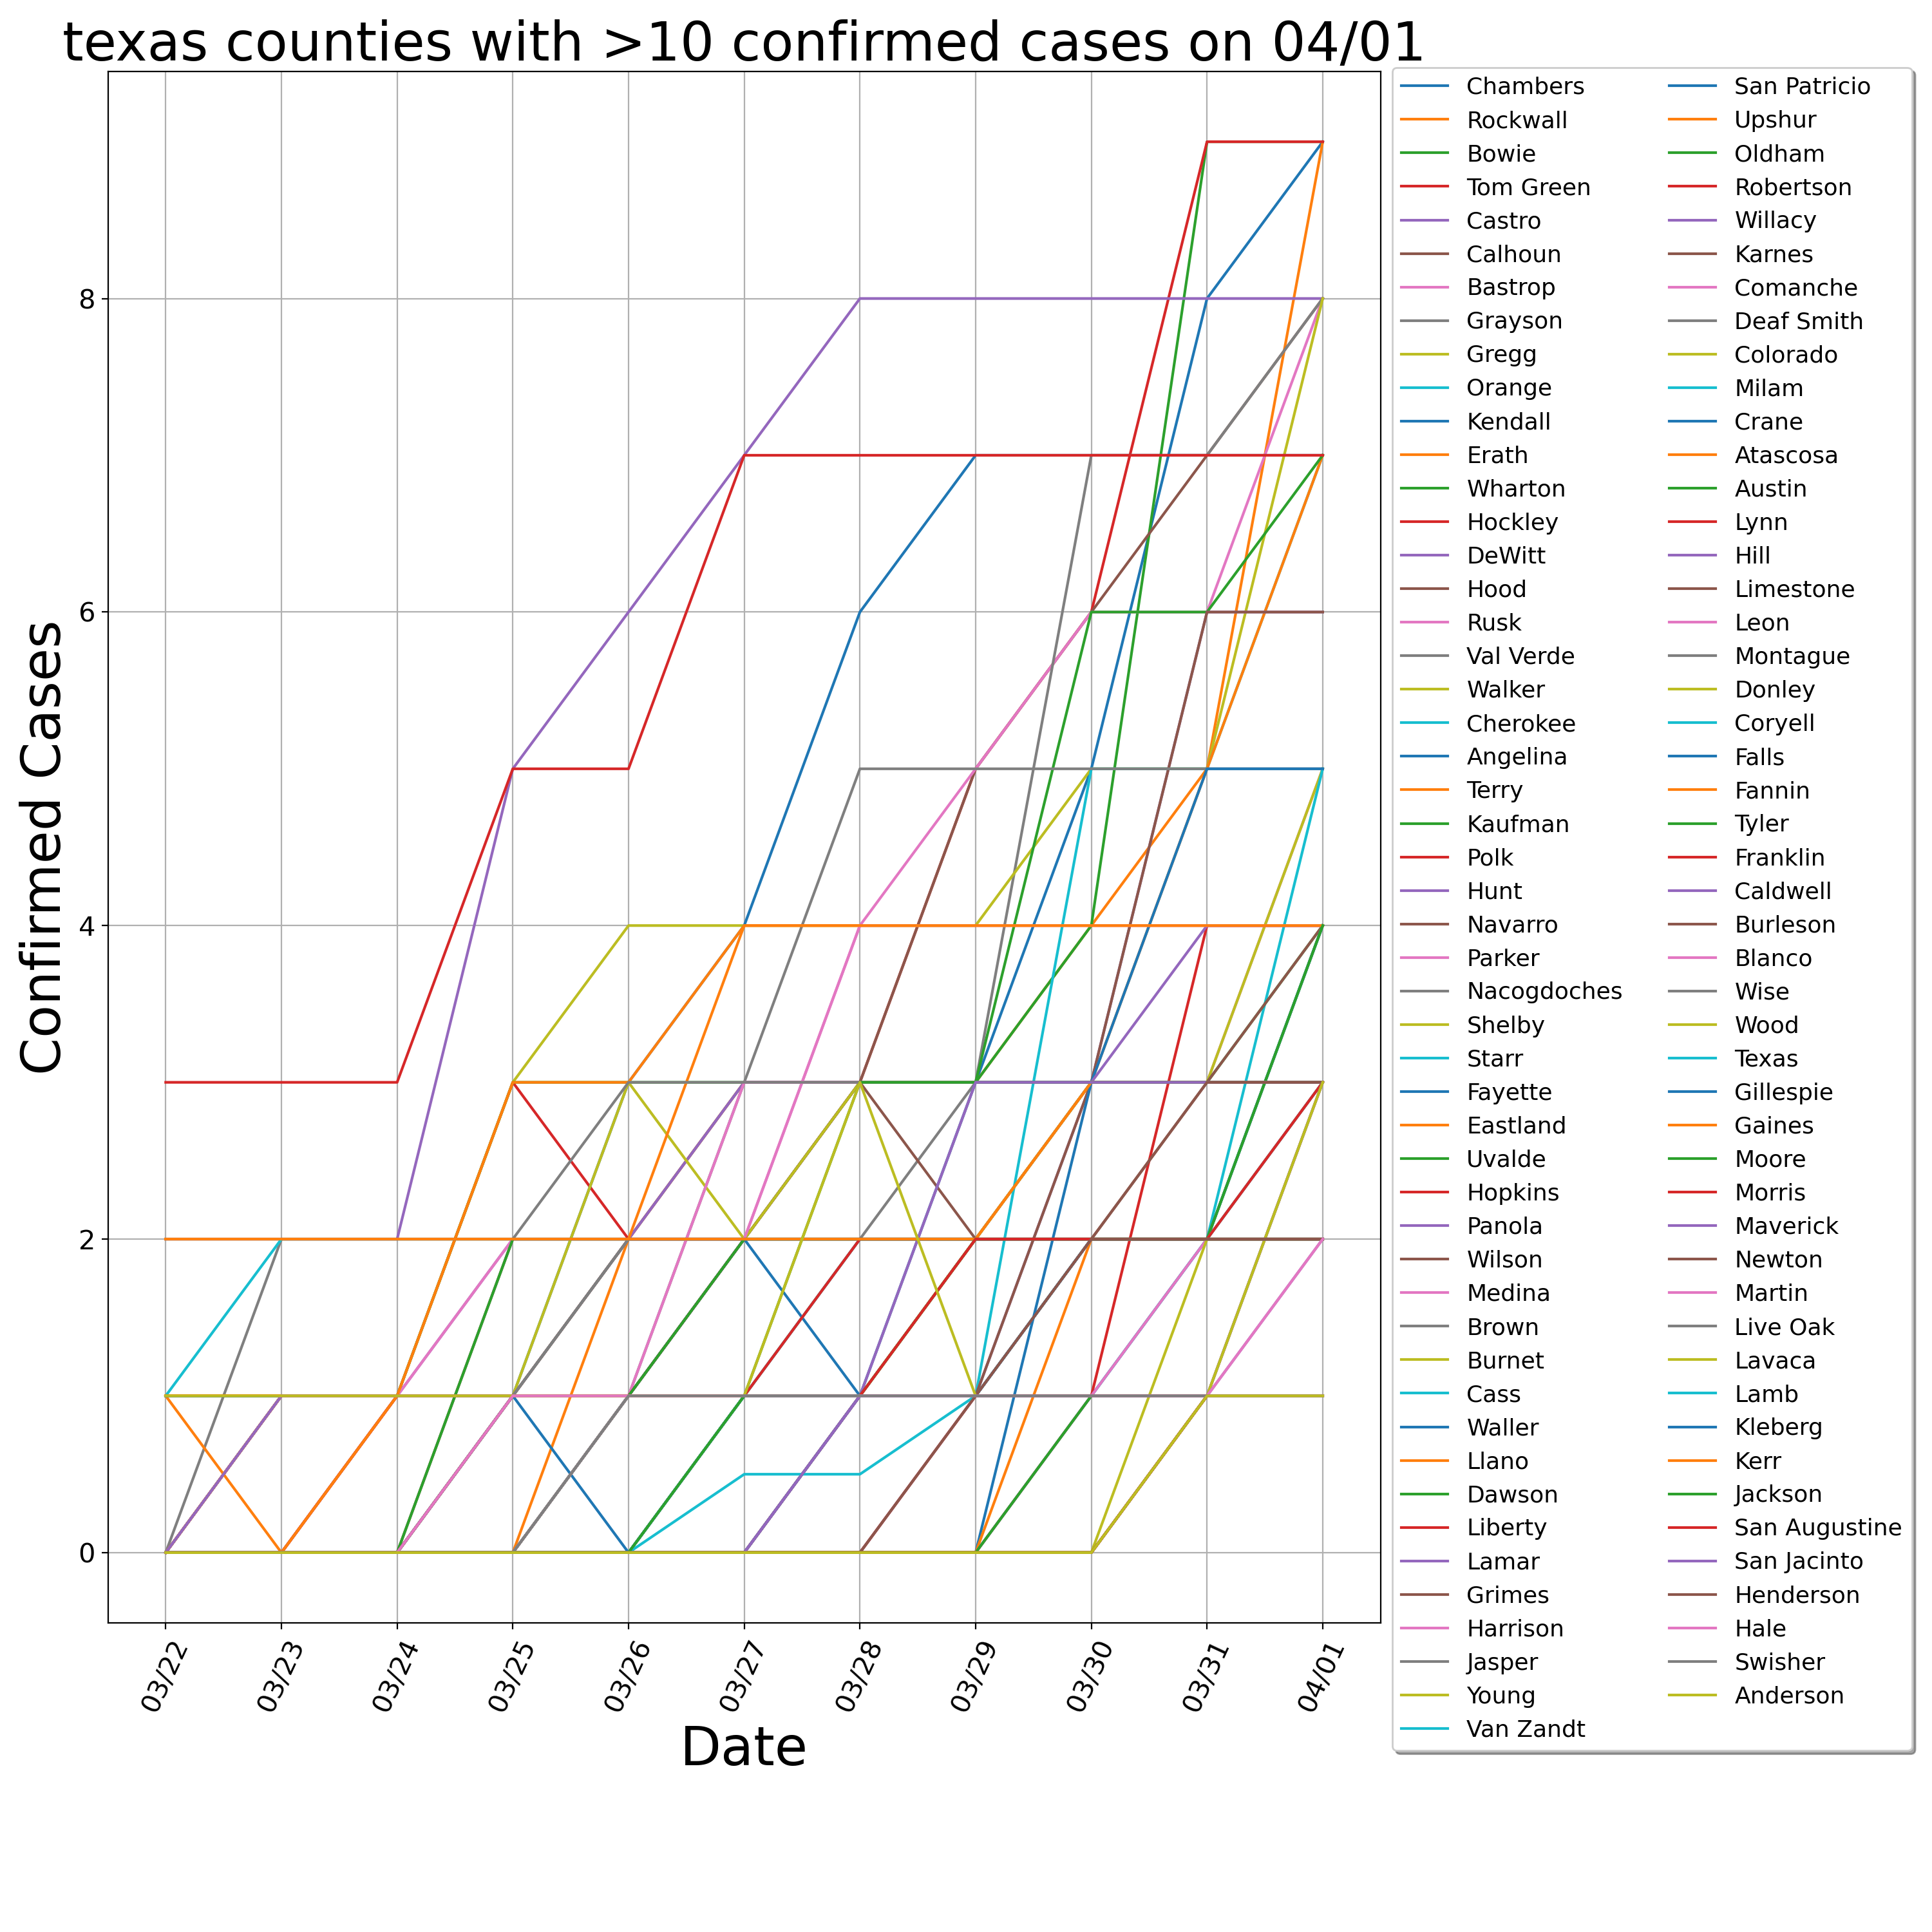 texas counties with >10 confirmed cases on 04/01
Confirmed Cases
8
6
4
2
0
03/22
03/23
03/24
03/25
03/26
03/27
03/28
03/29
03/30
03/31
04/01
Date
Chambers
Rockwall
Bowie
Tom Green
Castro
Calhoun
Bastrop
Grayson
Gregg
Orange
Kendall
Erath
Wharton
Hockley
DeWitt
Hood
Rusk
Val Verde
Walker
Cherokee
Angelina
Terry
Kaufman
Polk
Hunt
Navarro
Parker
Nacogdoches
Shelby
Starr
Fayette
Eastland
Uvalde
Hopkins
Panola
Wilson
Medina
Brown
Burnet
Cass
Waller
Llano
Dawson
Liberty
Lamar
Grimes
Harrison
Jasper
Young
Van Zandt
San Patricio
Upshur
Oldham
Robertson
Willacy
Karnes
Comanche
Deaf Smith
Colorado
Milam
Crane
Atascosa
Austin
Lynn
Hill
Limestone
Leon
Montague
Donley
Coryell
Falls
Fannin
Tyler
Franklin
Caldwell
Burleson
Blanco
Wise
Wood
Texas
Gillespie
Gaines
Moore
Morris
Maverick
Newton
Martin
Live Oak
Lavaca
Lamb
Kleberg
Kerr
Jackson
San Augustine
San Jacinto
Henderson
Hale
Swisher
Anderson